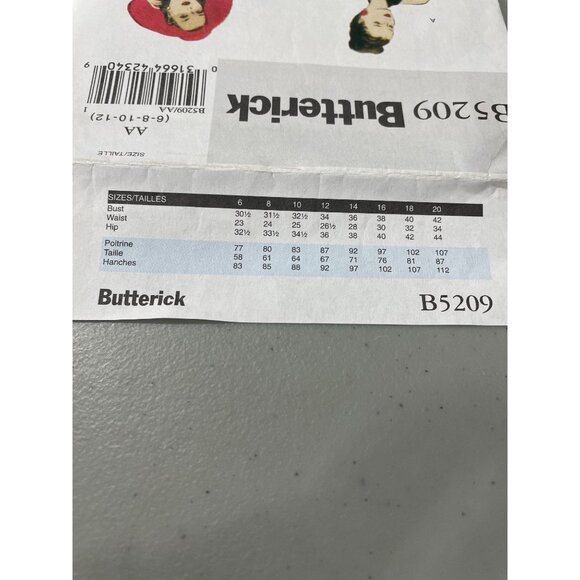 A
B5209 Butterick
0 31664 42340 9
B5209/AA 1
AA
(6-8-10-12)
SIZE/TAILLE
SIZES/TAILLES 6 8 10 12 14 16 18 20
Bust 30½ 31½ 32½ 34 36 38 40 42
Waist 23 24 25 26½ 28 30 32 34
Hip 32½ 33½ 34½ 36 38 40 42 44
Poitrine 77 80 83 87 92 97 102 107
Taille 58 61 64 67 71 76 81 87
Hanches 83 85 88 92 97 102 107 112
Butterick B5209